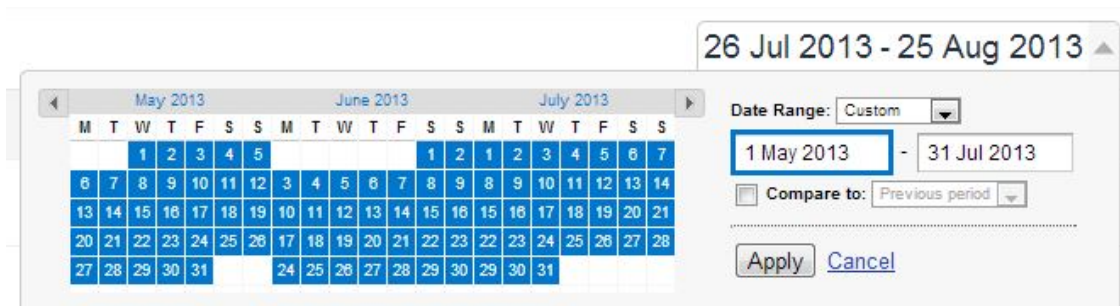 26 Jul 2013 - 25 Aug 2013
May 2013 June 2013 July 2013
M T W T F S S M T W T F S S M T W T F S S
1 2 3 4 5 1 2 1 2 3 4 5 6 7
6 7 8 9 10 11 12 3 4 5 6 7 8 9 8 9 10 11 12 13 14
13 14 15 16 17 18 19 10 11 12 13 14 15 16 15 16 17 18 19 20 21
20 21 22 23 24 25 26 17 18 19 20 21 22 23 22 23 24 25 26 27 28
27 28 29 30 31 24 25 26 27 28 29 30 29 30 31
Date Range: Custom
1 May 2013 - 31 Jul 2013
Compare to: Previous period
Apply Cancel